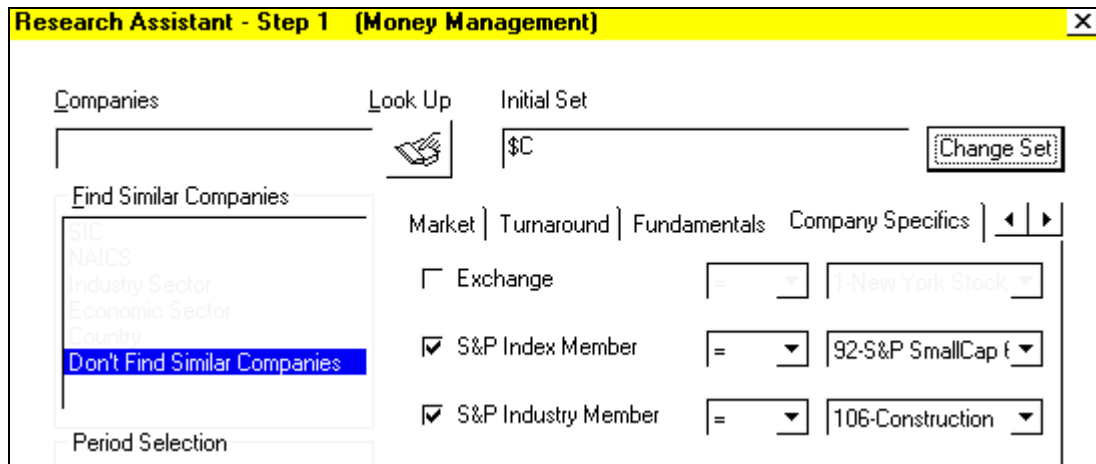 Research Assistant - Step 1 (Money Management)
Companies
Look Up
Initial Set
$C
Change Set
Find Similar Companies
SIC
NAICS
Industry Sector
Economic Sector
Country
Don't Find Similar Companies
Period Selection
Market Turnaround Fundamentals Company Specifics
Exchange = 1-New York Stock
S&P Index Member = 92-S&P SmallCap 6
S&P Industry Member = 106-Construction